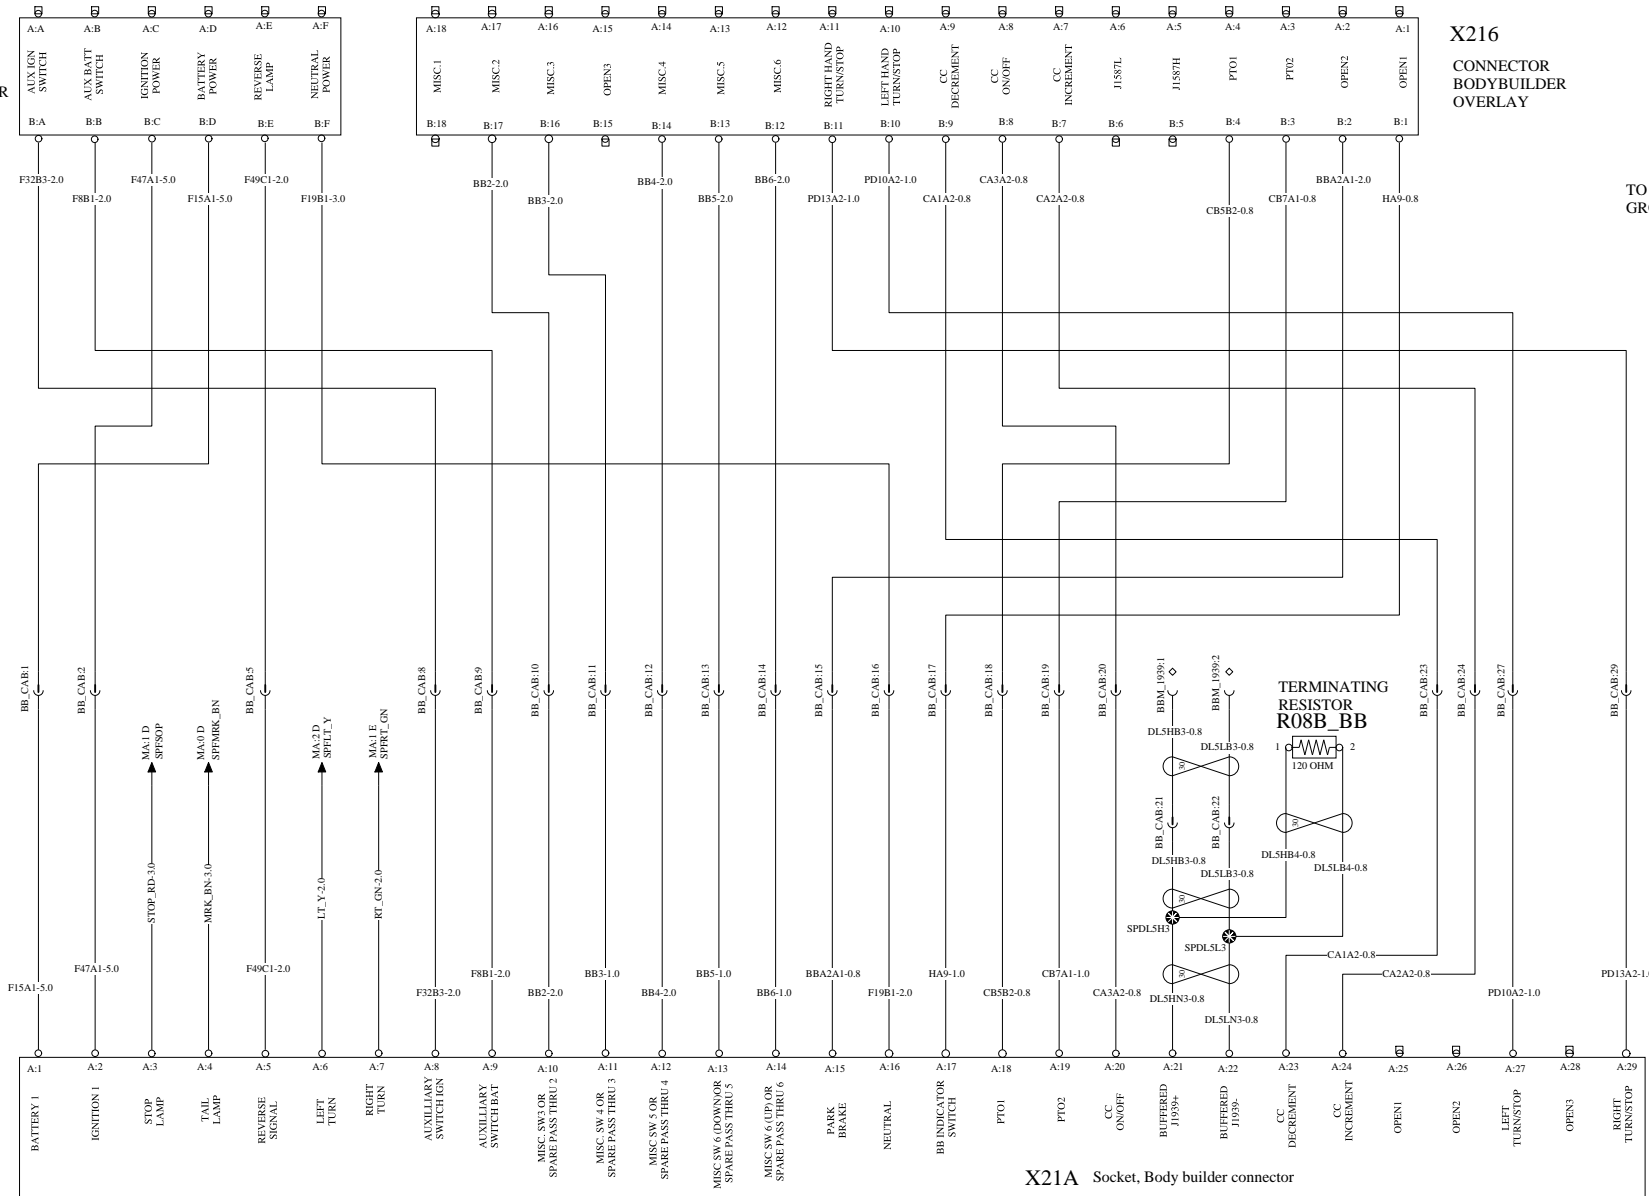 A:A A:B A:C A:D A:E A:F A:18 A:17 A:16 A:15 A:14 A:13 A:12 A:11 A:10 A:9 A:8 A:7 A:6 A:5 A:4 A:3 A:2 A:1
AUX IGN
SWITCH
AUX BATT
SWITCH
IGNITION
POWER
BATTERY
POWER
REVERSE
LAMP
NEUTRAL
POWER
MISC.1
MISC.2
MISC.3
OPEN3
MISC.4
MISC.5
MISC.6
RIGHT HAND
TURN/STOP
LEFT HAND
TURN/STOP
CC
DECREMENT
CC
ON/OFF
CC
INCREMENT
J1587L
J1587H
PTO1
PT02
OPEN2
OPEN1
X216
CONNECTOR
BODYBUILDER
OVERLAY
R
B:A B:B B:C B:D B:E B:F B:18 B:17 B:16 B:15 B:14 B:13 B:12 B:11 B:10 B:9 B:8 B:7 B:6 B:5 B:4 B:3 B:2 B:1
F32B3-2.0 F47A1-5.0 F49C1-2.0 BB2-2.0 BB4-2.0 BB6-2.0 PD10A2-1.0 CA3A2-0.8 BBA2A1-2.0
F8B1-2.0 F15A1-5.0 F19B1-3.0 BB3-2.0 BB5-2.0 PD13A2-1.0 CA1A2-0.8 CA2A2-0.8 CB5B2-0.8 CB7A1-0.8 HA9-0.8
TO
GR
BB_CAB:1
BB_CAB:2
BB_CAB:5
BB_CAB:8
BB_CAB:9
BB_CAB:10
BB_CAB:11
BB_CAB:12
BB_CAB:13
BB_CAB:14
BB_CAB:15
BB_CAB:16
BB_CAB:17
BB_CAB:18
BB_CAB:19
BB_CAB:20
BBM_1939:1
BBM_1939:2
BB_CAB:23
BB_CAB:24
BB_CAB:27
BB_CAB:29
TERMINATING
RESISTOR
R08B_BB
1 2
120 OHM
MA:1 D
SPFSOP
MA:0 D
SPFMRK_BN
MA:2 D
SPFLT_Y
MA:1 E
SPFRT_GN
DL5HB3-0.8
DL5LB3-0.8
30
BB_CAB:21
BB_CAB:22
30
DL5HB3-0.8
DL5LB3-0.8
DL5HB4-0.8
DL5LB4-0.8
30
STOP_RD-3.0
MRK_BN-3.0
LT_Y-2.0
RT_GN-2.0
SPDL5H3
SPDL5L3
CA1A2-0.8
30
F47A1-5.0 F49C1-2.0 F8B1-2.0 BB3-1.0 BB5-1.0 BBA2A1-0.8 HA9-1.0 CB7A1-1.0 CA2A2-0.8 PD13A2-1.
F15A1-5.0 F32B3-2.0 BB2-2.0 BB4-2.0 BB6-1.0 F19B1-2.0 CB5B2-0.8 CA3A2-0.8 DL5HN3-0.8 PD10A2-1.0
DL5LN3-0.8
A:1 A:2 A:3 A:4 A:5 A:6 A:7 A:8 A:9 A:10 A:11 A:12 A:13 A:14 A:15 A:16 A:17 A:18 A:19 A:20 A:21 A:22 A:23 A:24 A:25 A:26 A:27 A:28 A:29
BATTERY 1
IGNITION 1
STOP
LAMP
TAIL
LAMP
REVERSE
SIGNAL
LEFT
TURN
RIGHT
TURN
AUXILLIARY
SWITCH IGN
AUXILLIARY
SWITCH BAT
MISC. SW3 OR
SPARE PASS THRU 2
MISC. SW 4 OR
SPARE PASS THRU 3
MISC SW 5 OR
SPARE PASS THRU 4
MISC SW 6 (DOWN)OR
SPARE PASS THRU 5
MISC SW 6 (UP) OR
SPARE PASS THRU 6
PARK
BRAKE
NEUTRAL
BB INDICATOR
SWITCH
PTO1
PTO2
CC
ON/OFF
BUFFERED
J1939+
BUFFERED
J1939-
CC
DECREMENT
CC
INCREMENT
OPEN1
OPEN2
LEFT
TURN/STOP
OPEN3
RIGHT
TURN/STOP
X21A Socket, Body builder connector